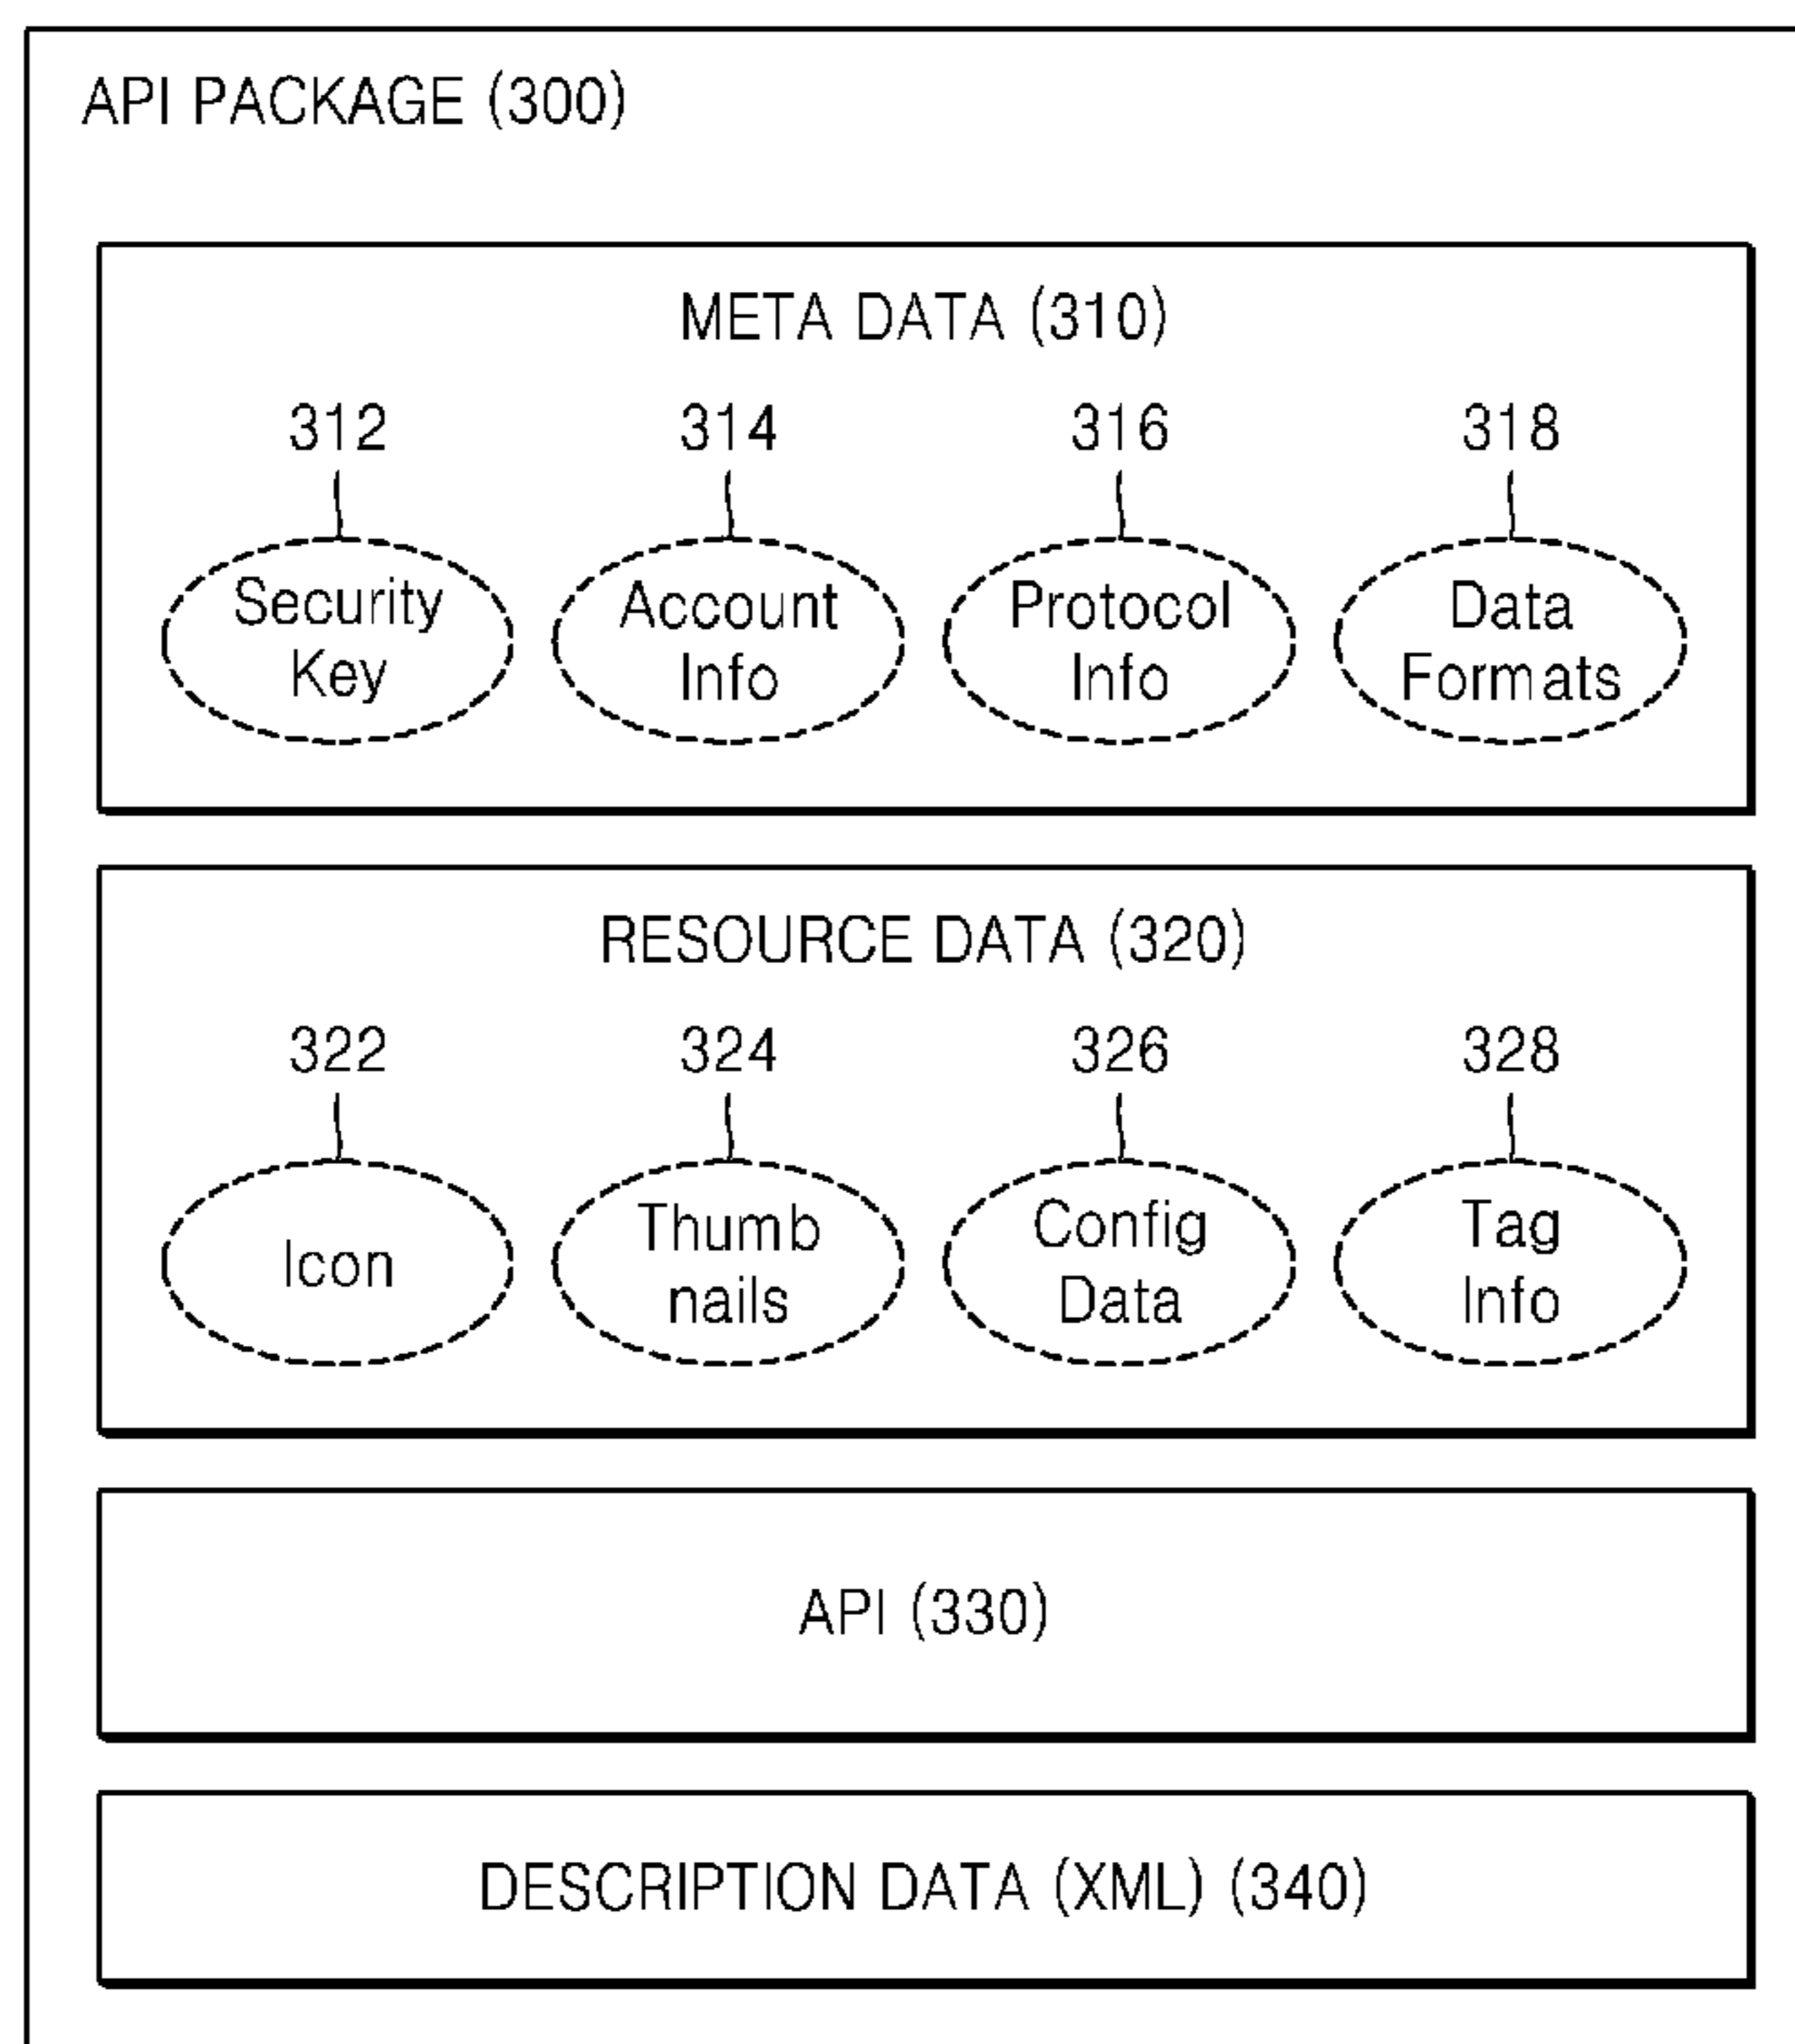 API PACKAGE (300)
META DATA (310)
312 314 316 318
Security Key
Account Info
Protocol Info
Data Formats
RESOURCE DATA (320)
322 324 326 328
Icon
Thumb nails
Config Data
Tag Info
API (330)
DESCRIPTION DATA (XML) (340)